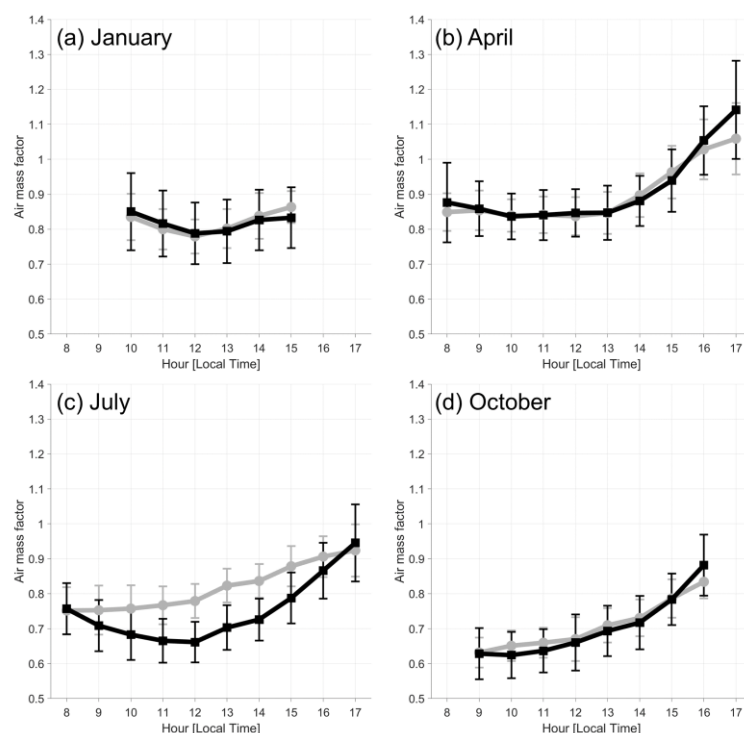 (a) January
Air mass factor
1.4
1.3
1.2
1.1
1
0.9
0.8
0.7
0.6
0.5
8 9 10 11 12 13 14 15 16 17
Hour [Local Time]
(b) April
Air mass factor
1.4
1.3
1.2
1.1
1
0.9
0.8
0.7
0.6
0.5
8 9 10 11 12 13 14 15 16 17
Hour [Local Time]
(c) July
Air mass factor
1.4
1.3
1.2
1.1
1
0.9
0.8
0.7
0.6
0.5
8 9 10 11 12 13 14 15 16 17
Hour [Local Time]
(d) October
Air mass factor
1.4
1.3
1.2
1.1
1
0.9
0.8
0.7
0.6
0.5
8 9 10 11 12 13 14 15 16 17
Hour [Local Time]